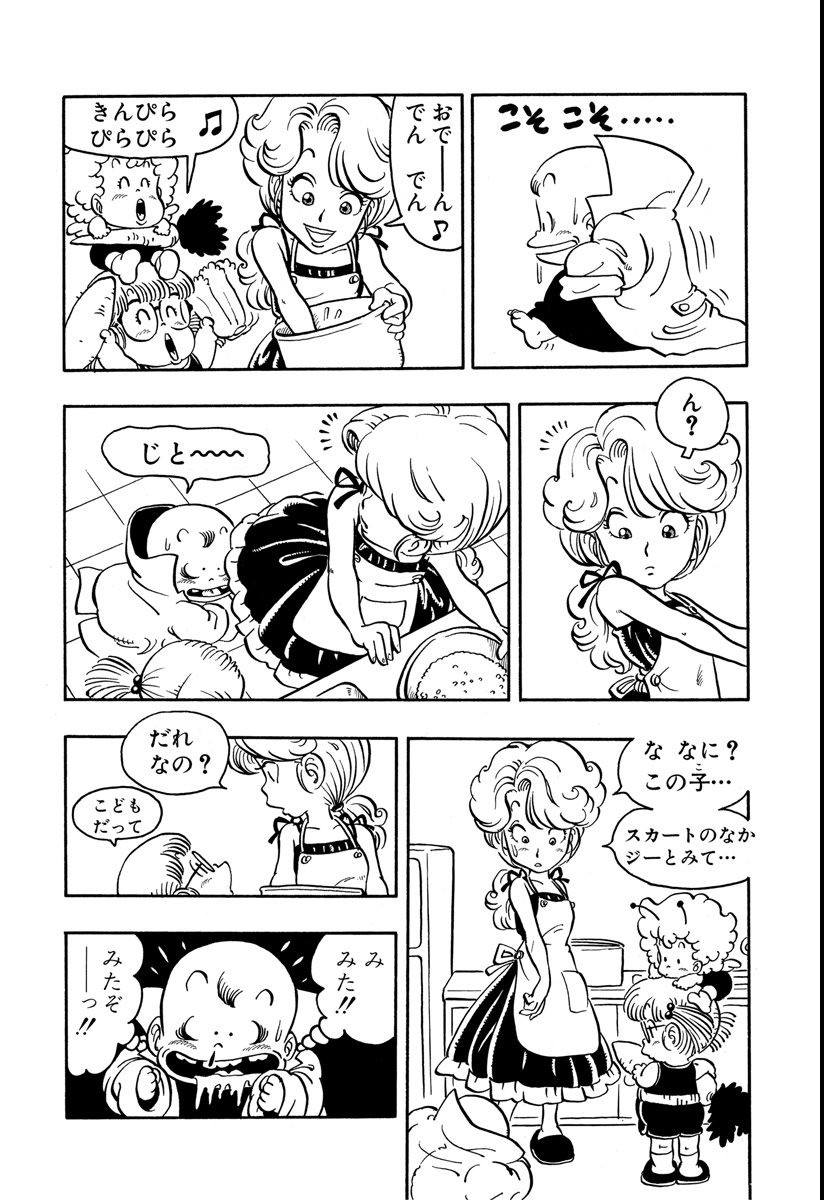 こそこそ・・・・・
おで――ん
でん でん♪
きんぴら
ぴらぴら♫
ん?
じと〜〜〜
な なに?
この子…
こ
スカートのなか
ジーとみて…
だれ
なの?
こども
だって
み
みた!!
みたぞ
――っ!!